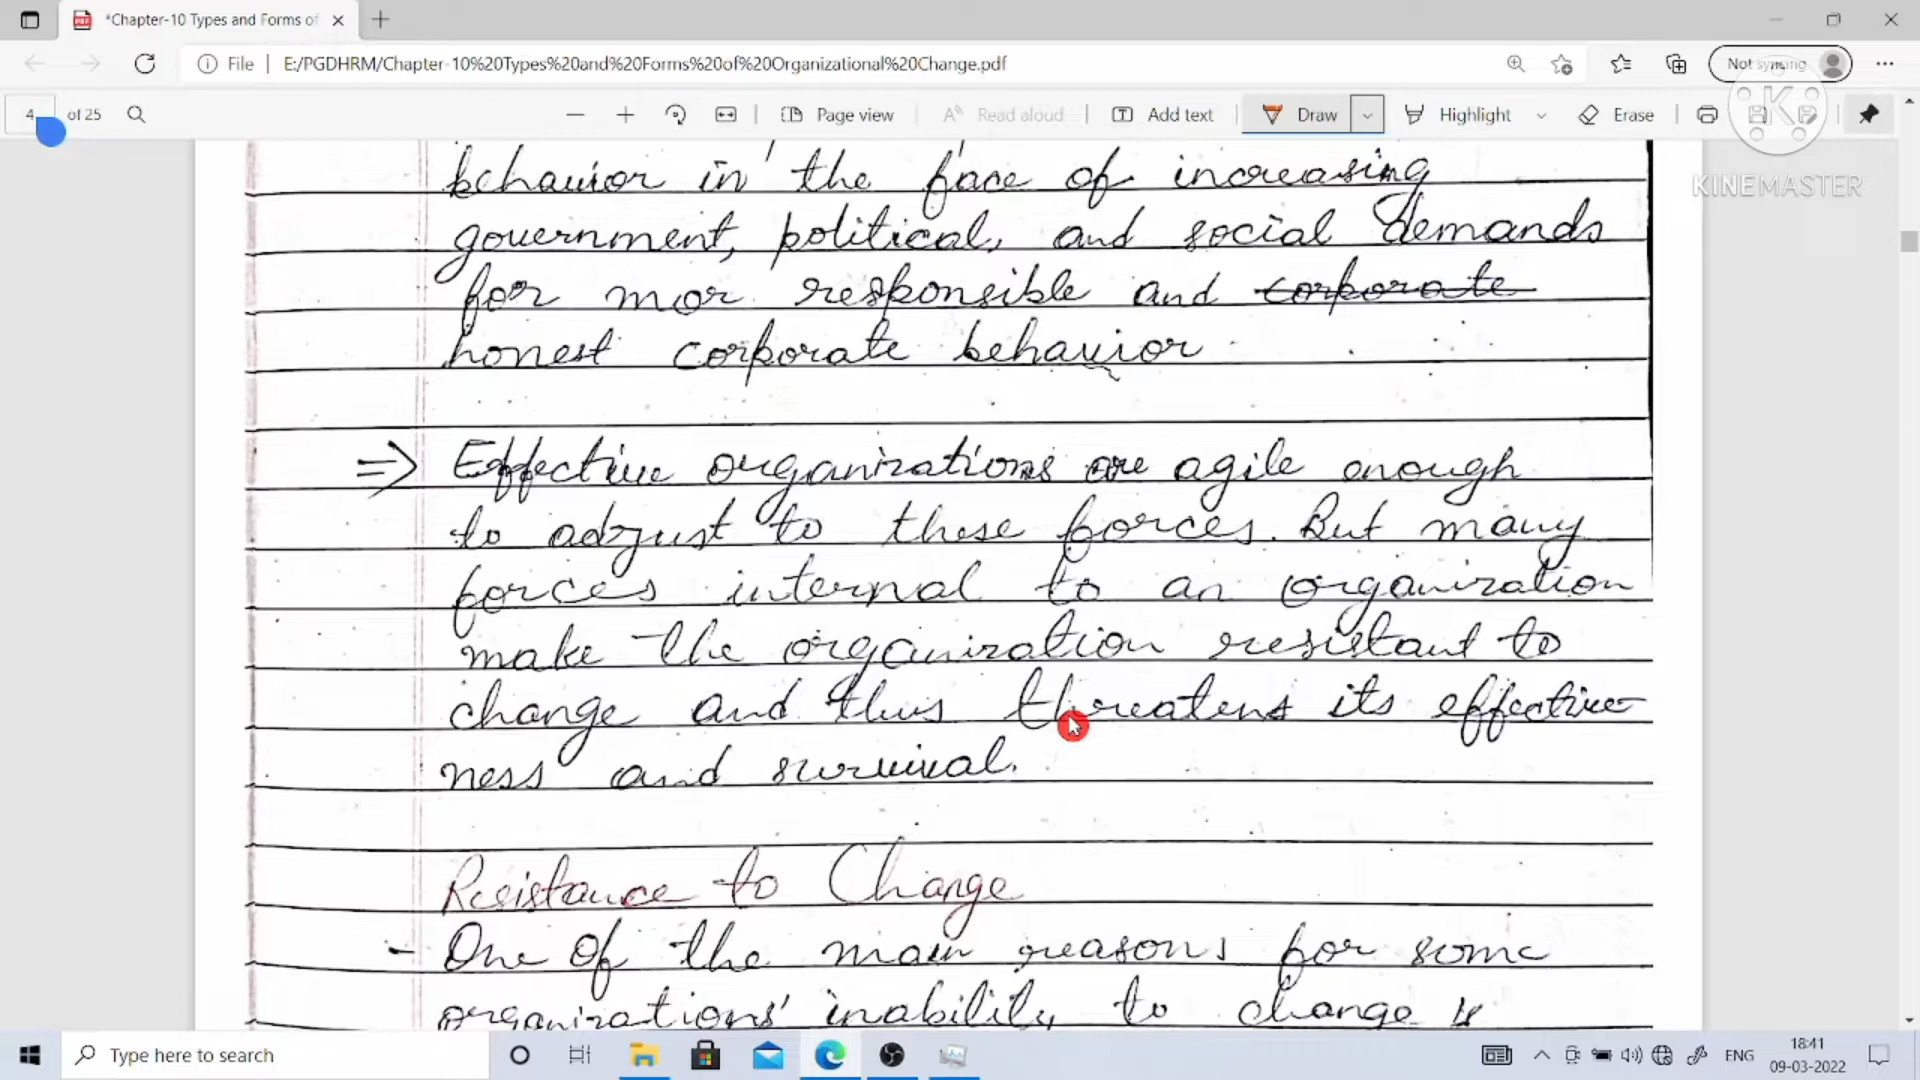 *Chapter-10 Types and Forms of
File E:/PGDHRM/Chapter-10%20Types%20and%20Forms%20of%20Organizational%20Change.pdf
Not syncing
4 of 25 Page view Read aloud Add text Draw Highlight Erase
K
KINEMASTER
behavior in the face of increasing
government, political, and social demands
for mor responsible and corporate
honest corporate behavior
⇒ Effective organizations are agile enough
to adjust to these forces. But many
forces internal to an organization
make the organization resistant to
change and thus threatens its effective
ness and survival.
Resistance to Change
- One of the main reasons for some
organizations' inability to change is
Type here to search
ENG
18:41
09-03-2022